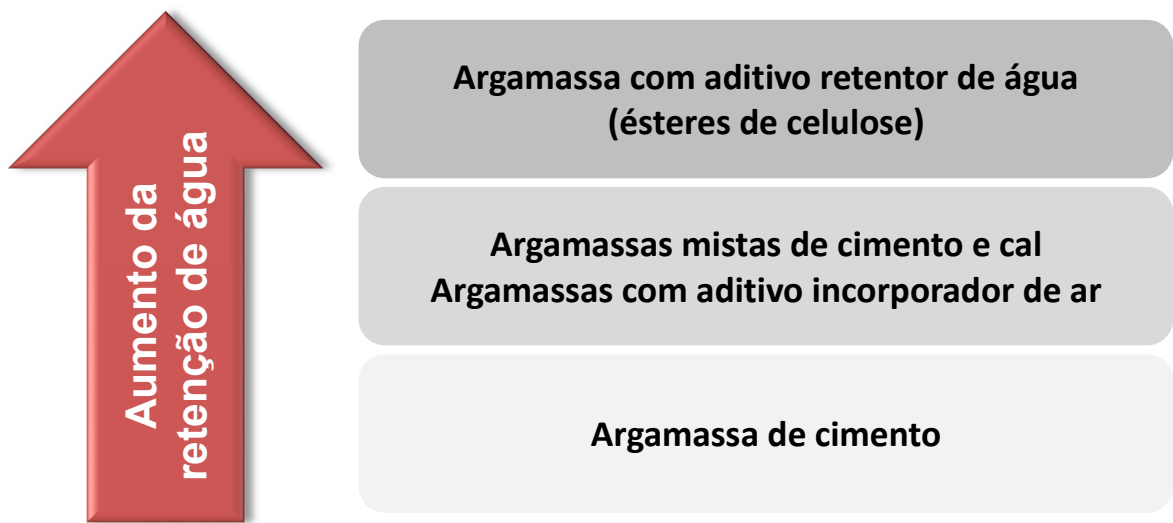 Aumento da
retenção de água
Argamassa com aditivo retentor de água
(ésteres de celulose)
Argamassas mistas de cimento e cal
Argamassas com aditivo incorporador de ar
Argamassa de cimento